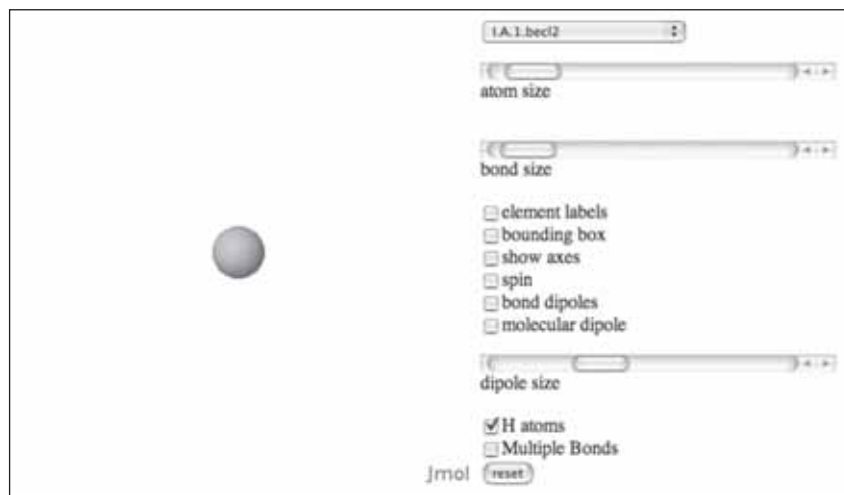 I.A.1.becl2
atom size
bond size
element labels
bounding box
show axes
spin
bond dipoles
molecular dipole
dipole size
H atoms
Multiple Bonds
Jmol reset